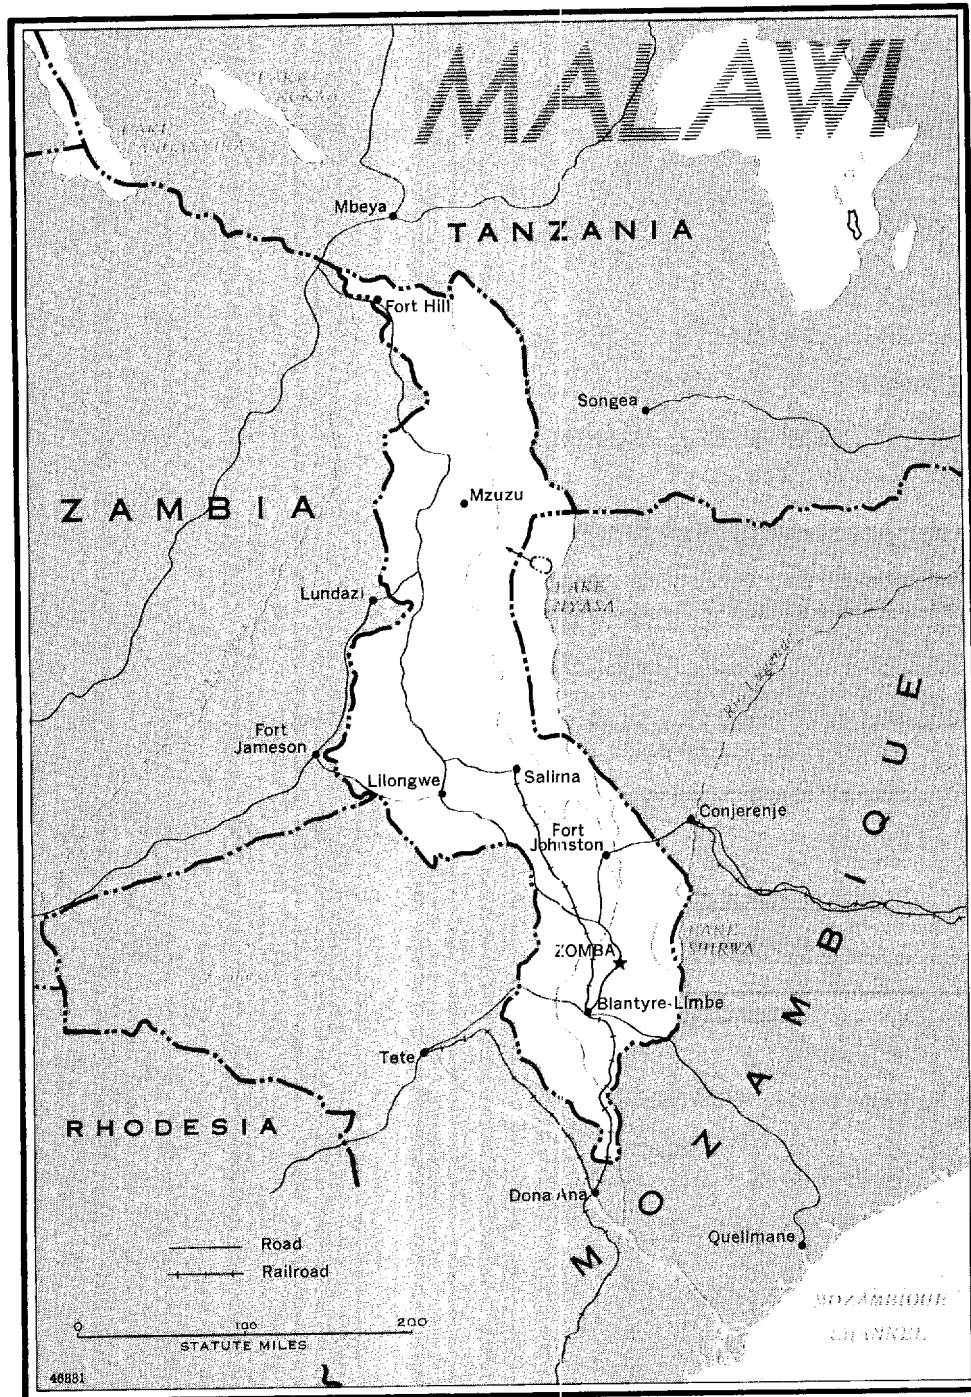 MALAWI
LAKE
Mbeya
TANZANIA
Fort Hill
Songea
ZAMBIA
Mzuzu
Lundazi
LAKE
NYASA
Fort
Jameson
Lilongwe
Salima
Conjerenje
Fort
Johnston
LAKE
SHIRWA
ZOMBA
Blantyre-Limbe
Tete
RHODESIA
MOZAMBIQUE
Dona Ana
Quelimane
Road
Railroad
MOZAMBIQUE
CHANNEL
0 100 200
STATUTE MILES
46881